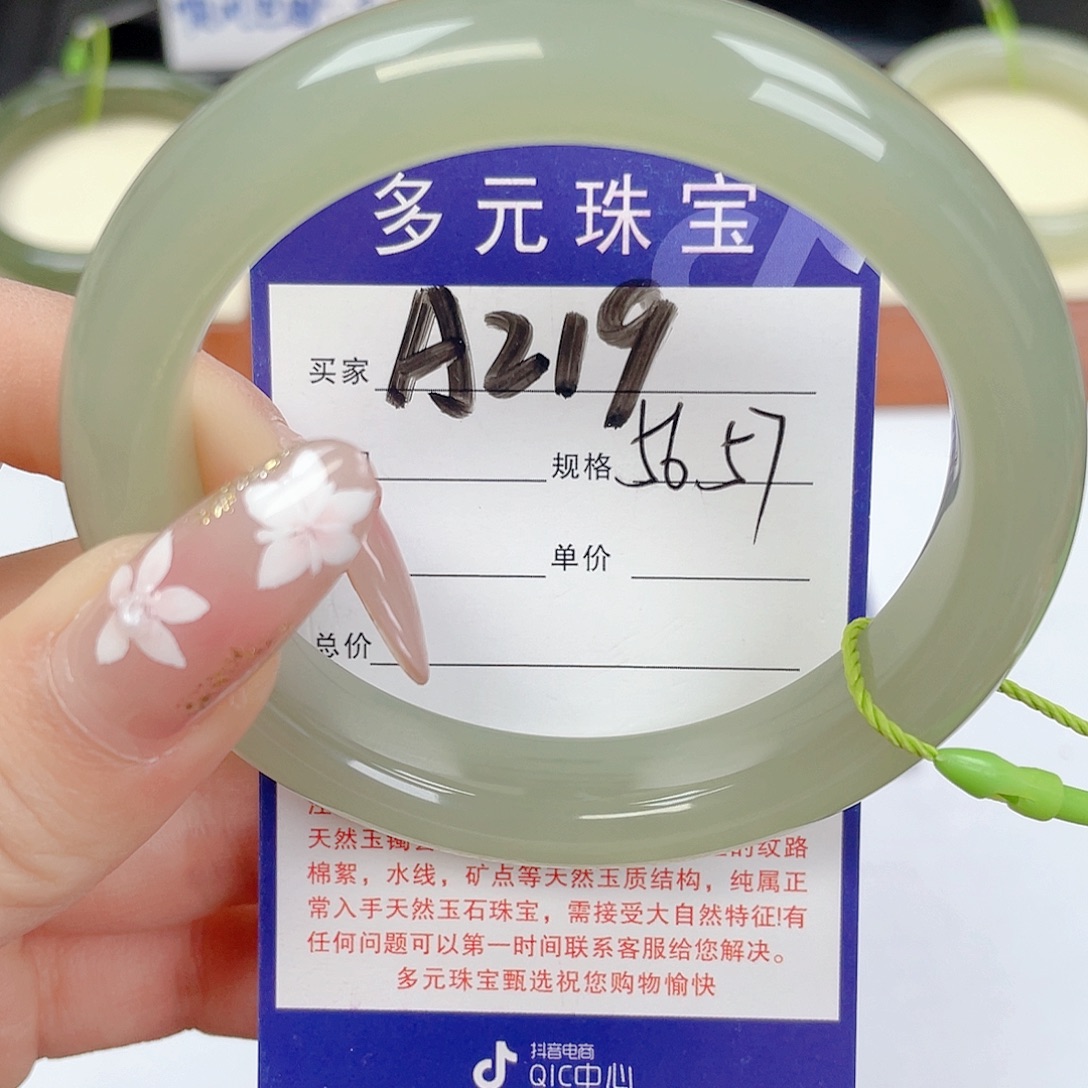 多元珠宝
买家 A219
规格 56.57
单价
总价
天然玉
的纹路
棉絮，水线，矿点等天然玉质结构，纯属正
常入手天然玉石珠宝，需接受大自然特征!有
任何问题可以第一时间联系客服给您解决。
多元珠宝甄选祝您购物愉快
抖音电商
QIC中心